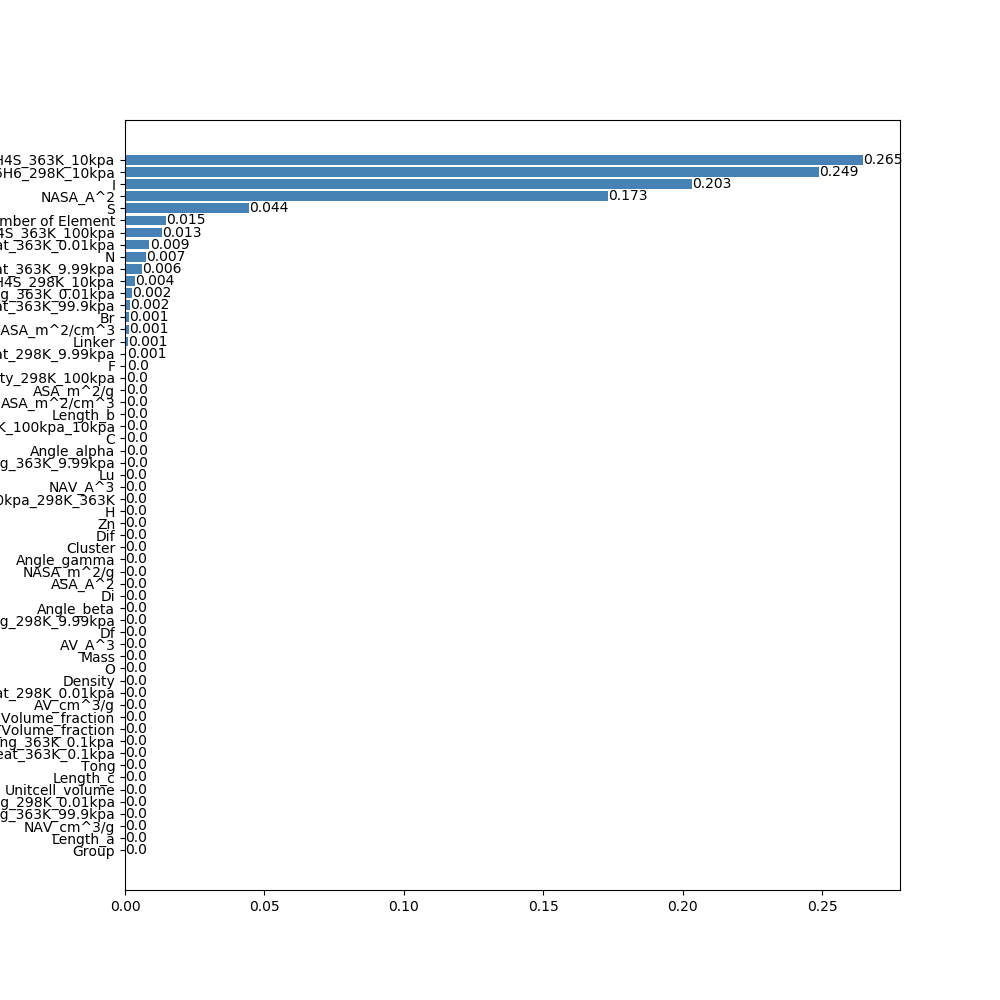 H4S_363K_10kpa 0.265
6H6_298K_10kpa 0.249
I 0.203
NASA_A^2 0.173
S 0.044
mber of Element 0.015
4S_363K_100kpa 0.013
at_363K_0.01kpa 0.009
N 0.007
at_363K_9.99kpa 0.006
H4S_298K_10kpa 0.004
g_363K_0.01kpa 0.002
at_363K_99.9kpa 0.002
Br 0.001
ASA_m^2/cm^3 0.001
Linker 0.001
at_298K_9.99kpa 0.001
F 0.0
ty_298K_100kpa 0.0
ASA_m^2/g 0.0
ASA_m^2/cm^3 0.0
Length_b 0.0
K_100kpa_10kpa 0.0
C 0.0
Angle_alpha 0.0
g_363K_9.99kpa 0.0
Lu 0.0
NAV_A^3 0.0
0kpa_298K_363K 0.0
H 0.0
Zn 0.0
Dif 0.0
Cluster 0.0
Angle_gamma 0.0
NASA_m^2/g 0.0
ASA_A^2 0.0
Di 0.0
Angle_beta 0.0
g_298K_9.99kpa 0.0
Df 0.0
AV_A^3 0.0
Mass 0.0
O 0.0
Density 0.0
at_298K_0.01kpa 0.0
AV_cm^3/g 0.0
Volume_fraction 0.0
Volume_fraction 0.0
ng_363K_0.1kpa 0.0
eat_363K_0.1kpa 0.0
Tong 0.0
Length_c 0.0
Unitcell_volume 0.0
g_298K_0.01kpa 0.0
g_363K_99.9kpa 0.0
NAV_cm^3/g 0.0
Length_a 0.0
Group 0.0
0.00 0.05 0.10 0.15 0.20 0.25